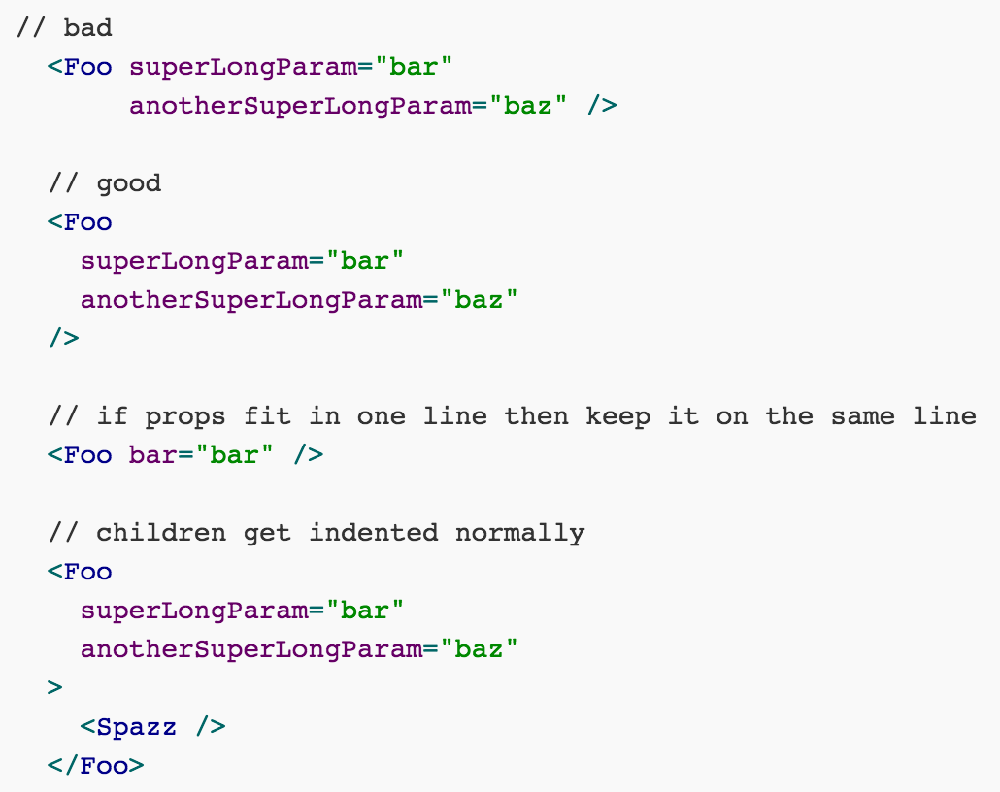 // bad
  <Foo superLongParam="bar"
       anotherSuperLongParam="baz" />

  // good
  <Foo
    superLongParam="bar"
    anotherSuperLongParam="baz"
  />

  // if props fit in one line then keep it on the same line
  <Foo bar="bar" />

  // children get indented normally
  <Foo
    superLongParam="bar"
    anotherSuperLongParam="baz"
  >
    <Spazz />
  </Foo>